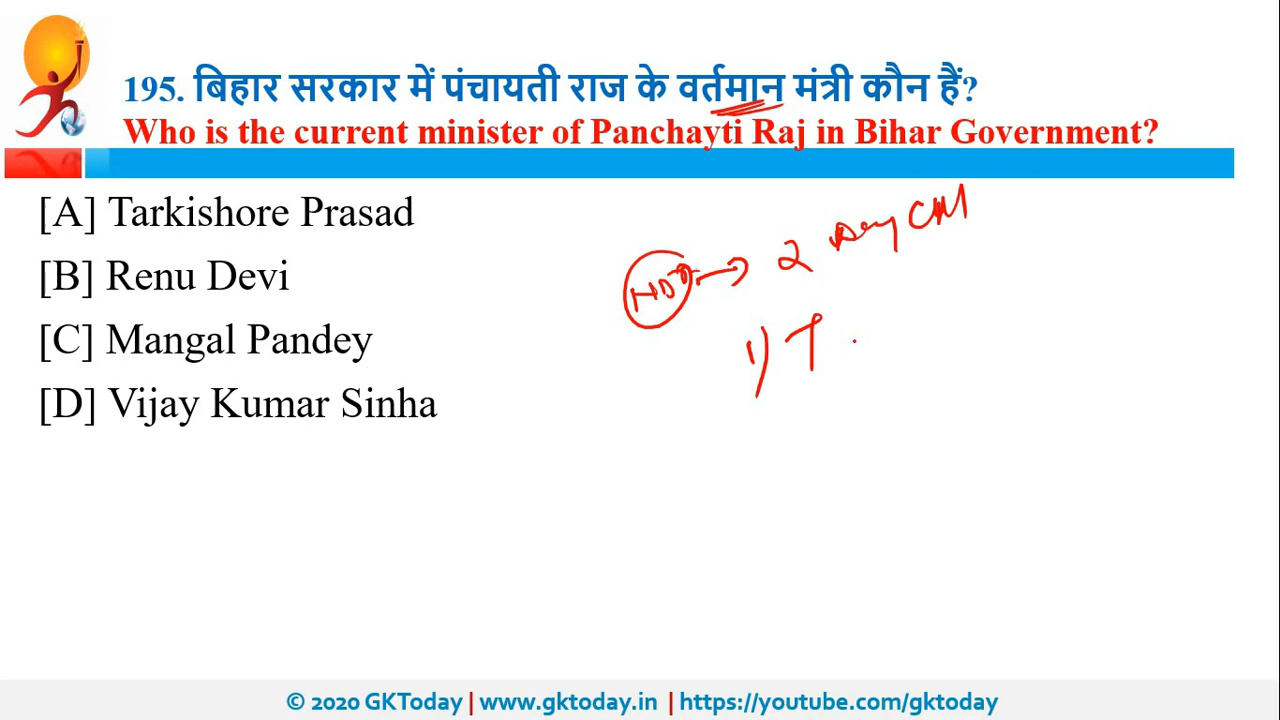 195. बिहार सरकार में पंचायती राज के वर्तमान मंत्री कौन हैं?
Who is the current minister of Panchayti Raj in Bihar Government?
[A] Tarkishore Prasad
[B] Renu Devi
[C] Mangal Pandey
[D] Vijay Kumar Sinha
→ 2 CM
1) T
© 2020 GKToday | www.gktoday.in | https://youtube.com/gktoday